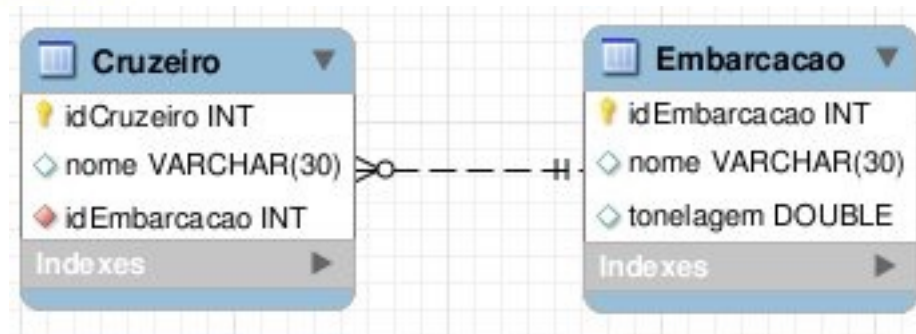 Cruzeiro
idCruzeiro INT
nome VARCHAR(30)
idEmbarcacao INT
Indexes
Embarcacao
idEmbarcacao INT
nome VARCHAR(30)
tonelagem DOUBLE
Indexes